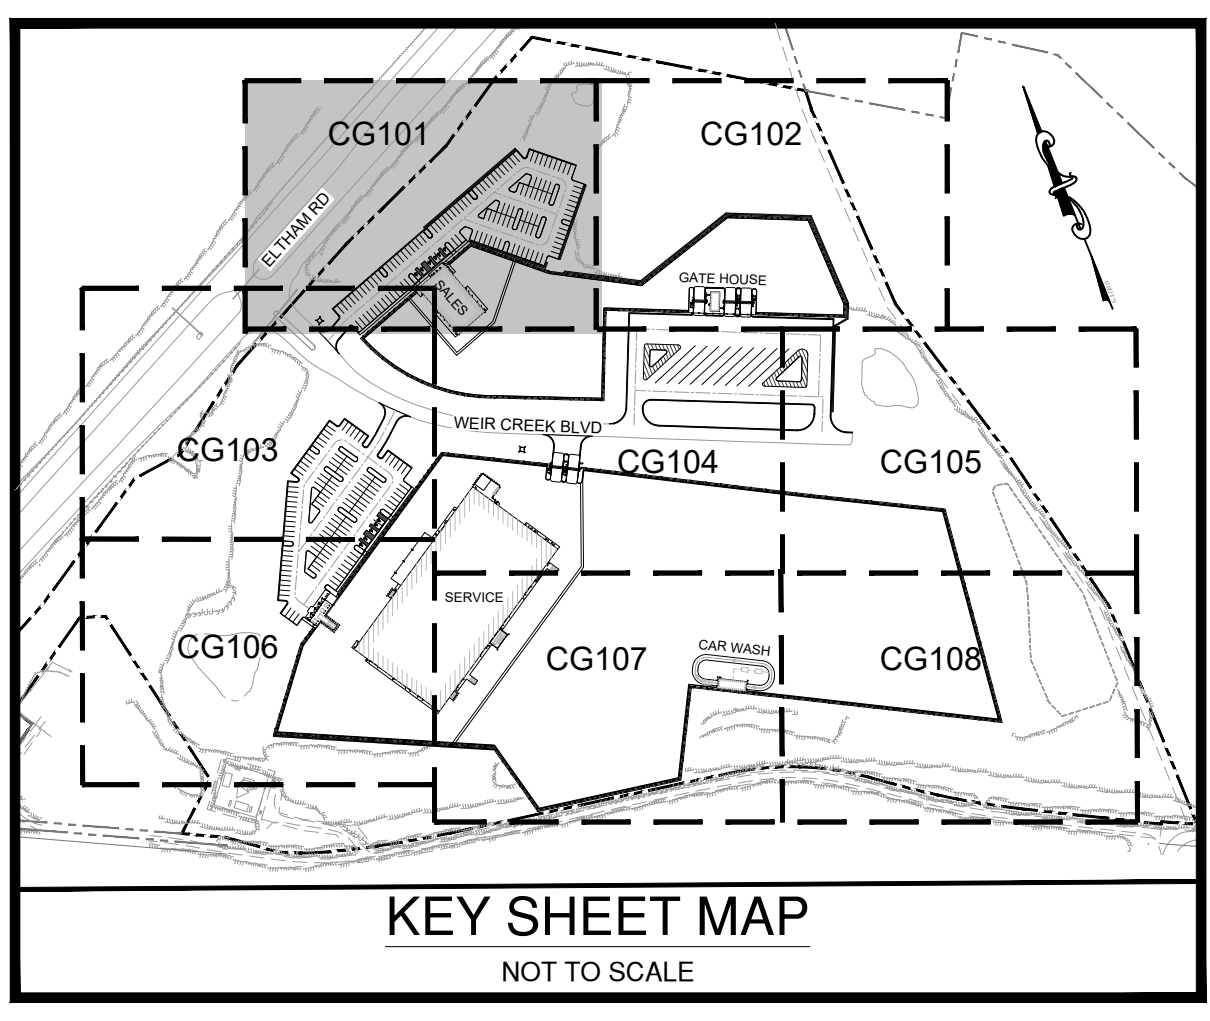 CG101
CG102
ELTHAM RD
GATE HOUSE
SALES
WEIR CREEK BLVD
CG103
CG104
CG105
SERVICE
CG106
CG107
CAR WASH
CG108
KEY SHEET MAP
NOT TO SCALE